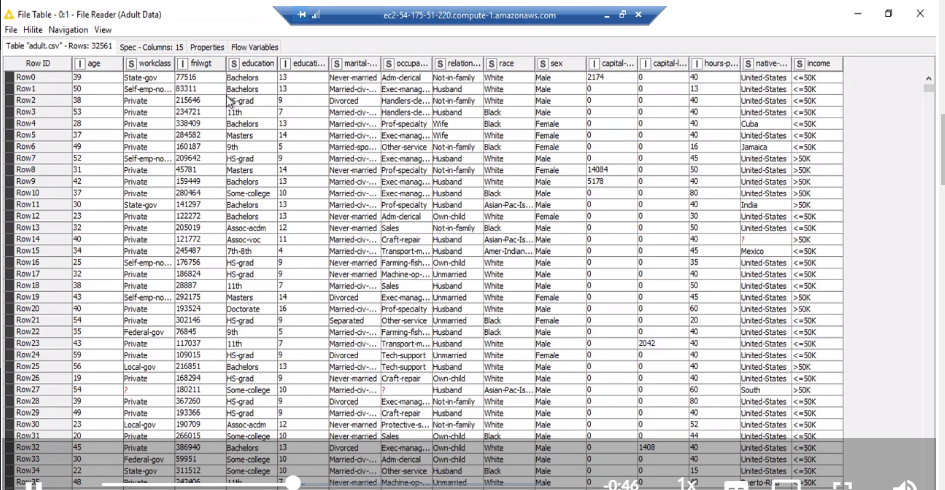 File Table - 0:1 - File Reader (Adult Data)
ec2-54-175-51-220.compute-1.amazonaws.com
File Hilite Navigation View
Table "adult.csv" - Rows: 32561 Spec - Columns: 15 Properties Flow Variables
Row ID I age S workclass I fnlwgt S education I educati... S marital-... S occupa... S relation... S race S sex I capital-... I capital-l... I hours-p... S native-... S income
Row0 39 State-gov 77516 Bachelors 13 Never-married Adm-clerical Not-in-family White Male 2174 0 40 United-States <=50K
Row1 50 Self-emp-no... 83311 Bachelors 13 Married-civ-... Exec-manag... Husband White Male 0 0 13 United-States <=50K
Row2 38 Private 215646 HS-grad 9 Divorced Handlers-de... Not-in-family White Male 0 0 40 United-States <=50K
Row3 53 Private 234721 11th 7 Married-civ-... Handlers-de... Husband Black Male 0 0 40 United-States <=50K
Row4 28 Private 338409 Bachelors 13 Married-civ-... Prof-specialty Wife Black Female 0 0 40 Cuba <=50K
Row5 37 Private 284582 Masters 14 Married-civ-... Exec-manag... Wife White Female 0 0 40 United-States <=50K
Row6 49 Private 160187 9th 5 Married-spo... Other-service Not-in-family Black Female 0 0 16 Jamaica <=50K
Row7 52 Self-emp-no... 209642 HS-grad 9 Married-civ-... Exec-manag... Husband White Male 0 0 45 United-States >50K
Row8 31 Private 45781 Masters 14 Never-married Prof-specialty Not-in-family White Female 14084 0 50 United-States >50K
Row9 42 Private 159449 Bachelors 13 Married-civ-... Exec-manag... Husband White Male 5178 0 40 United-States >50K
Row10 37 Private 280464 Some-college 10 Married-civ-... Exec-manag... Husband Black Male 0 0 80 United-States >50K
Row11 30 State-gov 141297 Bachelors 13 Married-civ-... Prof-specialty Husband Asian-Pac-Is... Male 0 0 40 India >50K
Row12 23 Private 122272 Bachelors 13 Never-married Adm-clerical Own-child White Female 0 0 30 United-States <=50K
Row13 32 Private 205019 Assoc-acdm 12 Never-married Sales Not-in-family Black Male 0 0 50 United-States <=50K
Row14 40 Private 121772 Assoc-voc 11 Married-civ-... Craft-repair Husband Asian-Pac-Is... Male 0 0 40 ? >50K
Row15 34 Private 245487 7th-8th 4 Married-civ-... Transport-m... Husband Amer-Indian... Male 0 0 45 Mexico <=50K
Row16 25 Self-emp-no... 176756 HS-grad 9 Never-married Farming-fish... Own-child White Male 0 0 35 United-States <=50K
Row17 32 Private 186824 HS-grad 9 Never-married Machine-op-... Unmarried White Male 0 0 40 United-States <=50K
Row18 38 Private 28887 11th 7 Married-civ-... Sales Husband White Male 0 0 50 United-States <=50K
Row19 43 Self-emp-no... 292175 Masters 14 Divorced Exec-manag... Unmarried White Female 0 0 45 United-States >50K
Row20 40 Private 193524 Doctorate 16 Married-civ-... Prof-specialty Husband White Male 0 0 60 United-States >50K
Row21 54 Private 302146 HS-grad 9 Separated Other-service Unmarried Black Female 0 0 20 United-States <=50K
Row22 35 Federal-gov 76845 9th 5 Married-civ-... Farming-fish... Husband Black Male 0 0 40 United-States <=50K
Row23 43 Private 117037 11th 7 Married-civ-... Transport-m... Husband White Male 0 2042 40 United-States <=50K
Row24 59 Private 109015 HS-grad 9 Divorced Tech-support Unmarried White Female 0 0 40 United-States <=50K
Row25 56 Local-gov 216851 Bachelors 13 Married-civ-... Tech-support Husband White Male 0 0 40 United-States >50K
Row26 19 Private 168294 HS-grad 9 Never-married Craft-repair Own-child White Male 0 0 40 United-States <=50K
Row27 54 ? 180211 Some-college 10 Married-civ-... ? Husband Asian-Pac-Is... Male 0 0 60 South >50K
Row28 39 Private 367260 HS-grad 9 Divorced Exec-manag... Not-in-family White Male 0 0 80 United-States <=50K
Row29 49 Private 193366 HS-grad 9 Married-civ-... Craft-repair Husband White Male 0 0 40 United-States <=50K
Row30 23 Local-gov 190709 Assoc-acdm 12 Never-married Protective-s... Not-in-family White Male 0 0 52 United-States <=50K
Row31 20 Private 266015 Some-college 10 Never-married Sales Own-child Black Male 0 0 44 United-States <=50K
Row32 45 Private 386940 Bachelors 13 Divorced Exec-manag... Own-child White Male 0 1408 40 United-States <=50K
Row33 30 Federal-gov 59951 Some-college 10 Married-civ-... Adm-clerical Own-child White Male 0 0 40 United-States <=50K
Row34 22 State-gov 311512 Some-college 10 Married-civ-... Other-service Husband Black Male 0 0 15 United-States <=50K
Row35 48 Private 242406 11th 7 Never-married Machine-op-... Unmarried White Male 0 0 40 Puerto-Rico <=50K
-0:46 1x